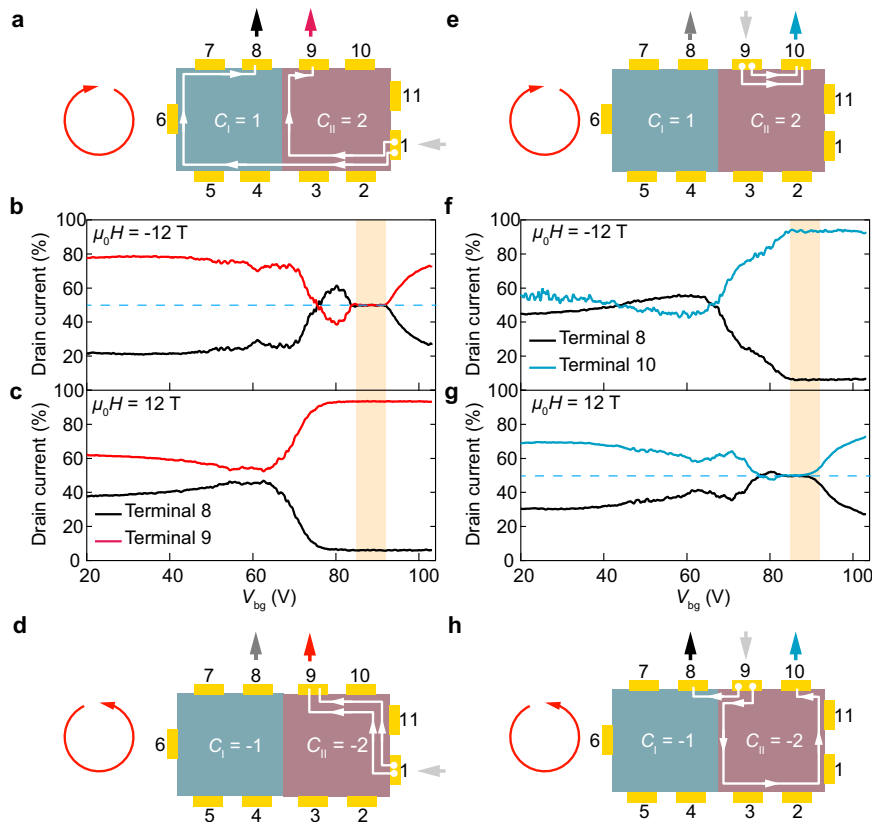 a
7 8 9 10
6 11
C_I = 1 C_II = 2
1
5 4 3 2
b
μ₀H = -12 T
Drain current (%)
100
80
60
40
20
c
μ₀H = 12 T
Drain current (%)
100
80
60
40
20
0
Terminal 8
Terminal 9
20 40 60 80 100
V_bg (V)
d
7 8 9 10
11
6 C_I = -1 C_II = -2
1
5 4 3 2
e
7 8 9 10
11
6 C_I = 1 C_II = 2
1
5 4 3 2
f
μ₀H = -12 T
Drain current (%)
100
80
60
40
20
Terminal 8
Terminal 10
g
μ₀H = 12 T
Drain current (%)
100
80
60
40
20
0
20 40 60 80 100
V_bg (V)
h
7 8 9 10
11
6 C_I = -1 C_II = -2
1
5 4 3 2